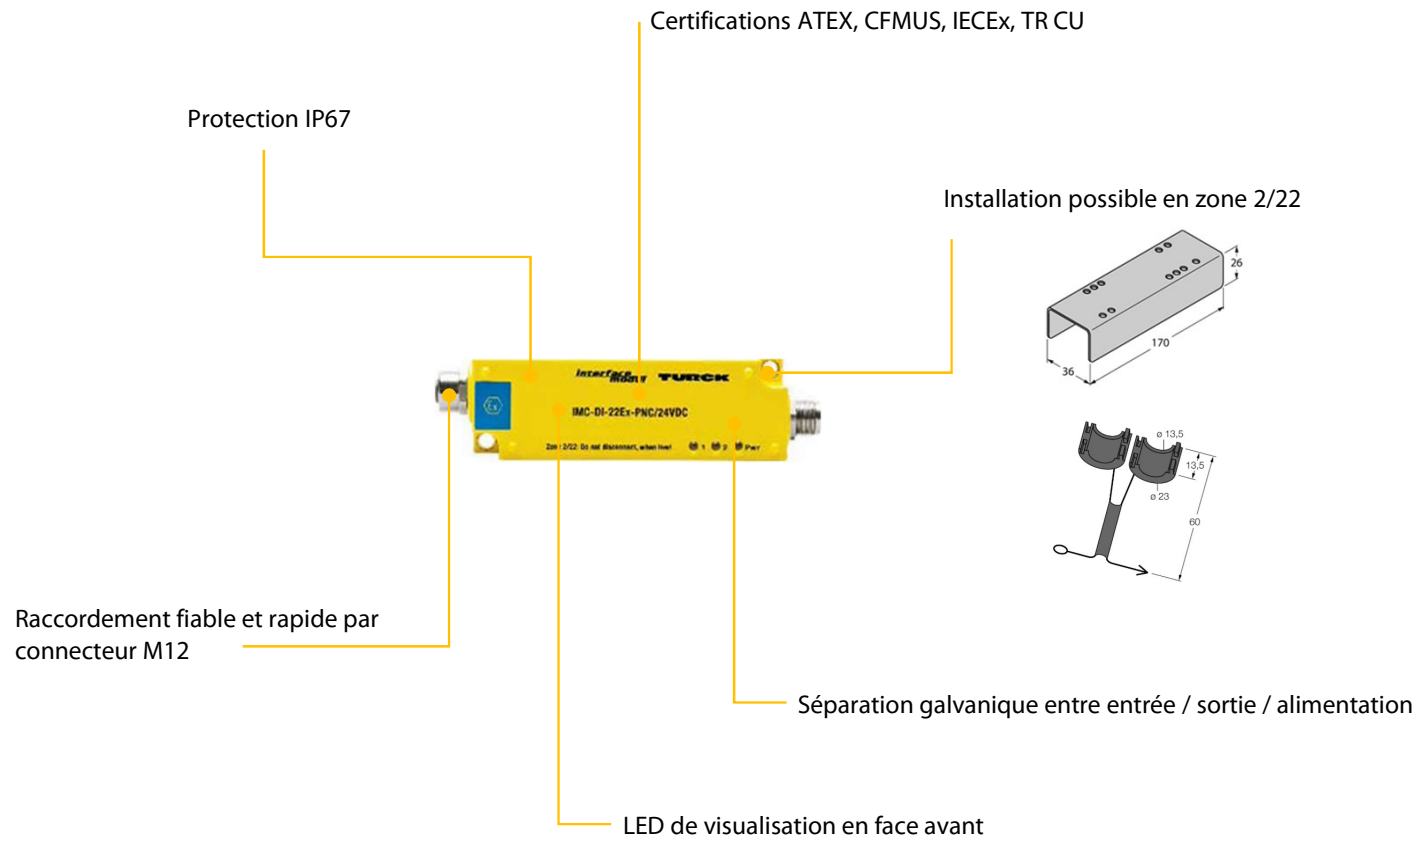 Certifications ATEX, CFMUS, IECEx, TR CU
Protection IP67
Installation possible en zone 2/22
26
170
36
interface
modul TURCK
Ex
IMC-DI-22Ex-PNC/24VDC
Zone 2/22: Do not disconnect, when live!
1 2 Pwr
ø 13,5
13,5
ø 23
60
Raccordement fiable et rapide par
connecteur M12
Séparation galvanique entre entrée / sortie / alimentation
LED de visualisation en face avant